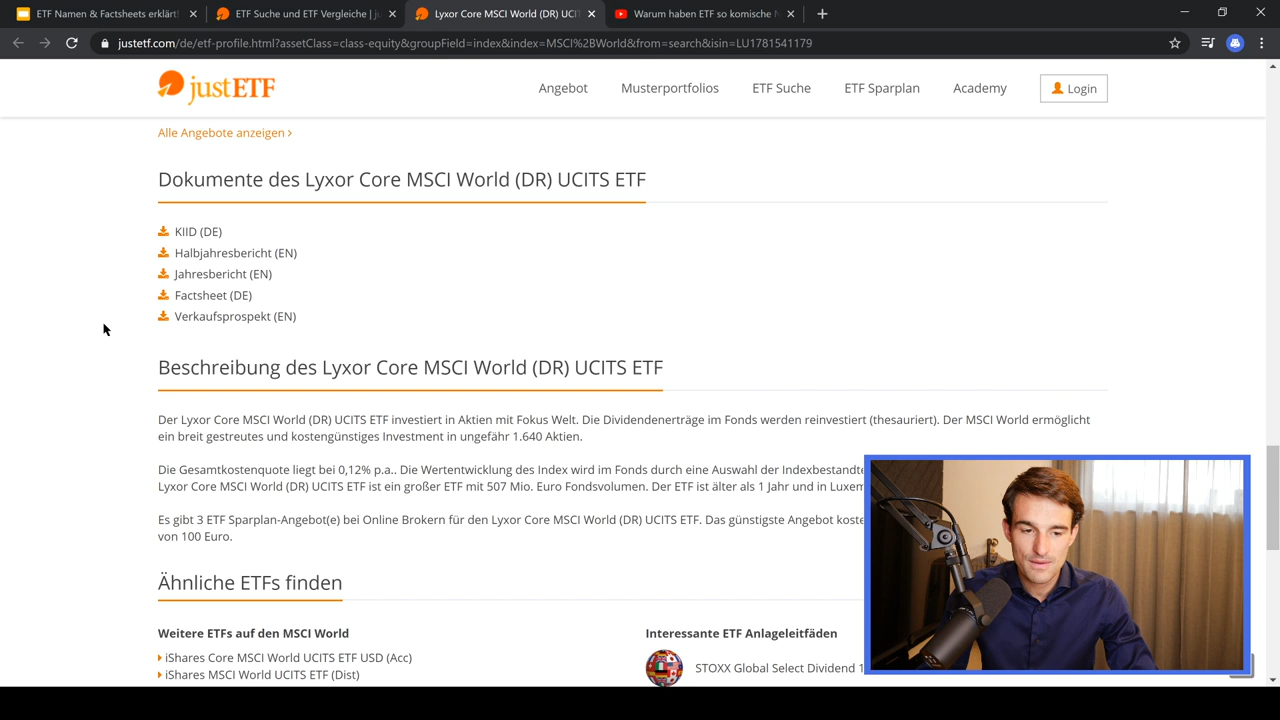 ETF Namen & Factsheets erklärt!
ETF Suche und ETF Vergleiche | ju
Lyxor Core MSCI World (DR) UCIT
Warum haben ETF so komische N
justetf.com/de/etf-profile.html?assetClass=class-equity&groupField=index&index=MSCI%2BWorld&from=search&isin=LU1781541179
justETF
Angebot
Musterportfolios
ETF Suche
ETF Sparplan
Academy
Login
Alle Angebote anzeigen ›
Dokumente des Lyxor Core MSCI World (DR) UCITS ETF
KIID (DE)
Halbjahresbericht (EN)
Jahresbericht (EN)
Factsheet (DE)
Verkaufsprospekt (EN)
Beschreibung des Lyxor Core MSCI World (DR) UCITS ETF
Der Lyxor Core MSCI World (DR) UCITS ETF investiert in Aktien mit Fokus Welt. Die Dividendenerträge im Fonds werden reinvestiert (thesauriert). Der MSCI World ermöglicht
ein breit gestreutes und kostengünstiges Investment in ungefähr 1.640 Aktien.
Die Gesamtkostenquote liegt bei 0,12% p.a.. Die Wertentwicklung des Index wird im Fonds durch eine Auswahl der Indexbestandte
Lyxor Core MSCI World (DR) UCITS ETF ist ein großer ETF mit 507 Mio. Euro Fondsvolumen. Der ETF ist älter als 1 Jahr und in Luxem
Es gibt 3 ETF Sparplan-Angebot(e) bei Online Brokern für den Lyxor Core MSCI World (DR) UCITS ETF. Das günstigste Angebot koste
von 100 Euro.
Ähnliche ETFs finden
Weitere ETFs auf den MSCI World
iShares Core MSCI World UCITS ETF USD (Acc)
iShares MSCI World UCITS ETF (Dist)
Interessante ETF Anlageleitfäden
STOXX Global Select Dividend 1